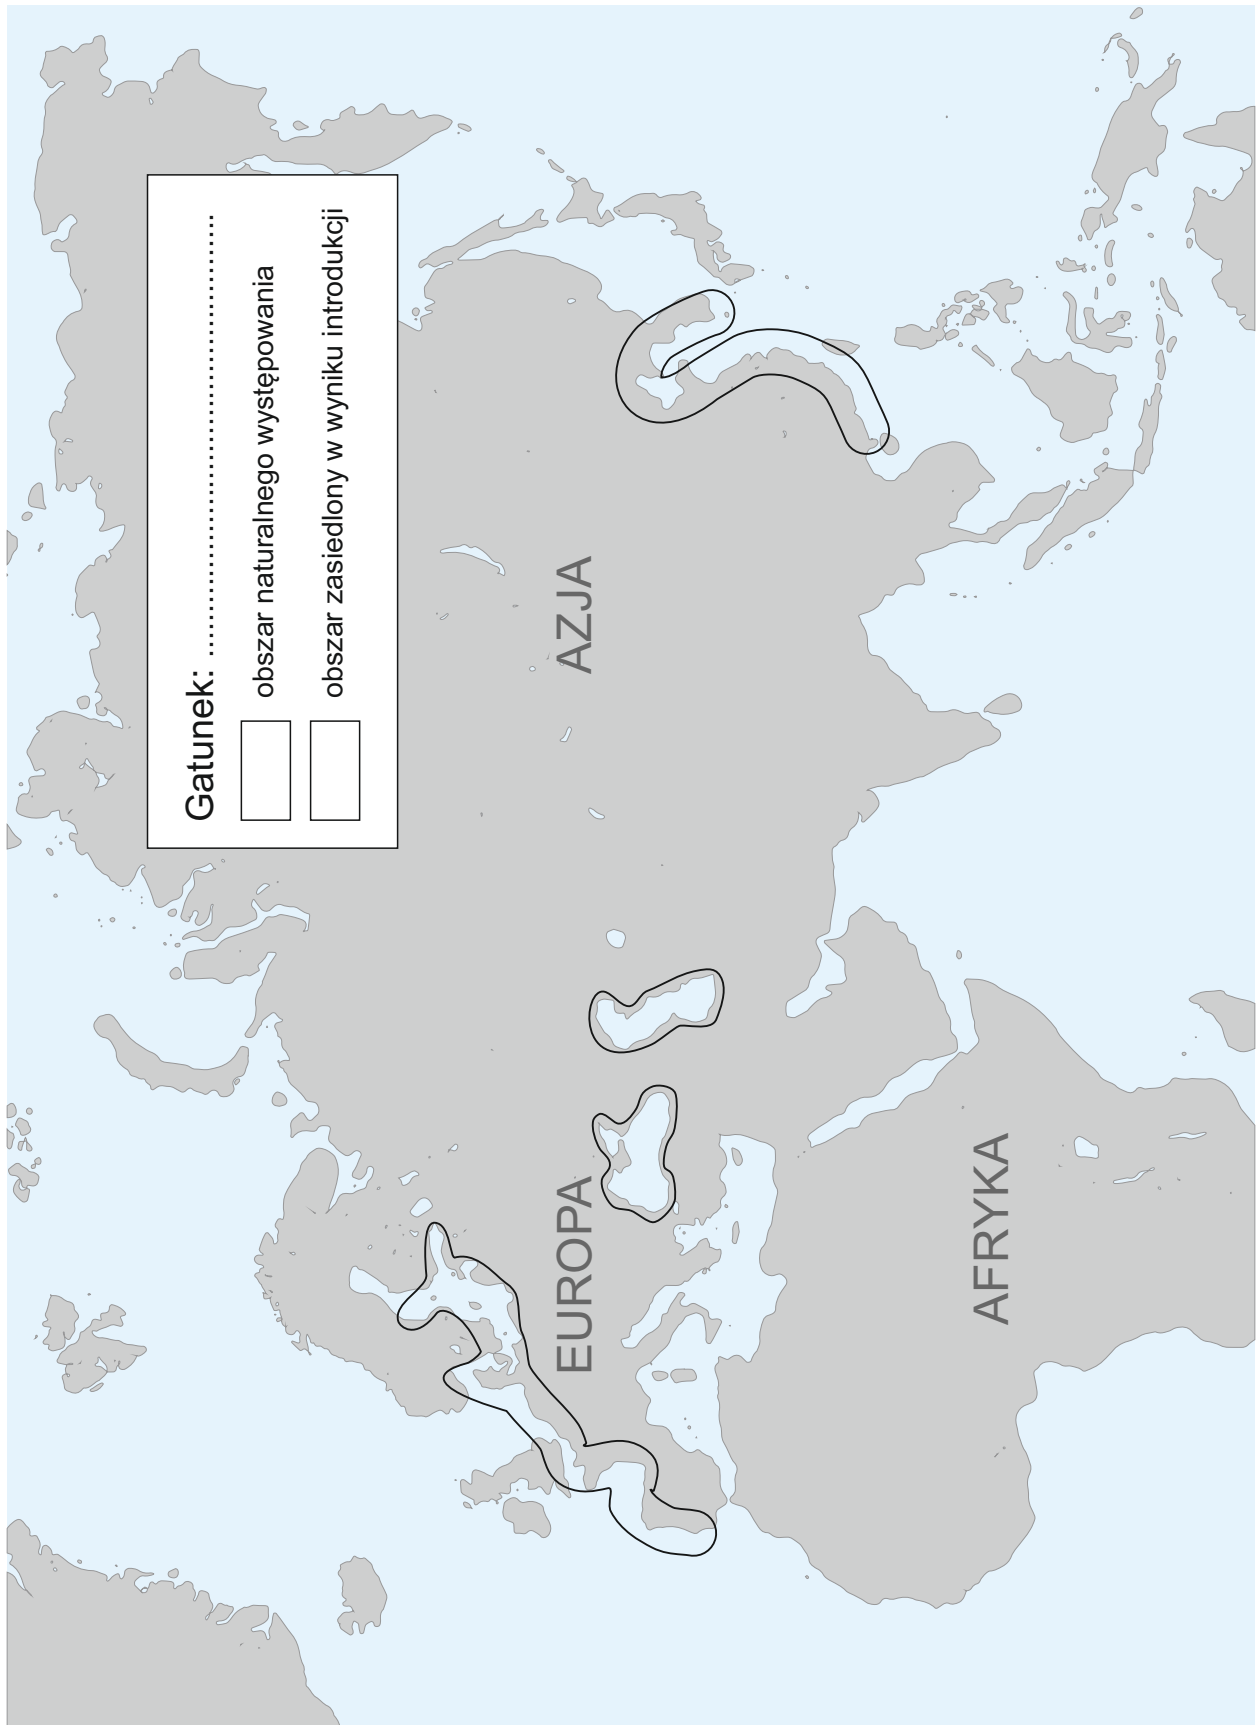 Gatunek: ........................................................
obszar naturalnego występowania
obszar zasiedlony w wyniku introdukcji
AZJA
EUROPA
AFRYKA